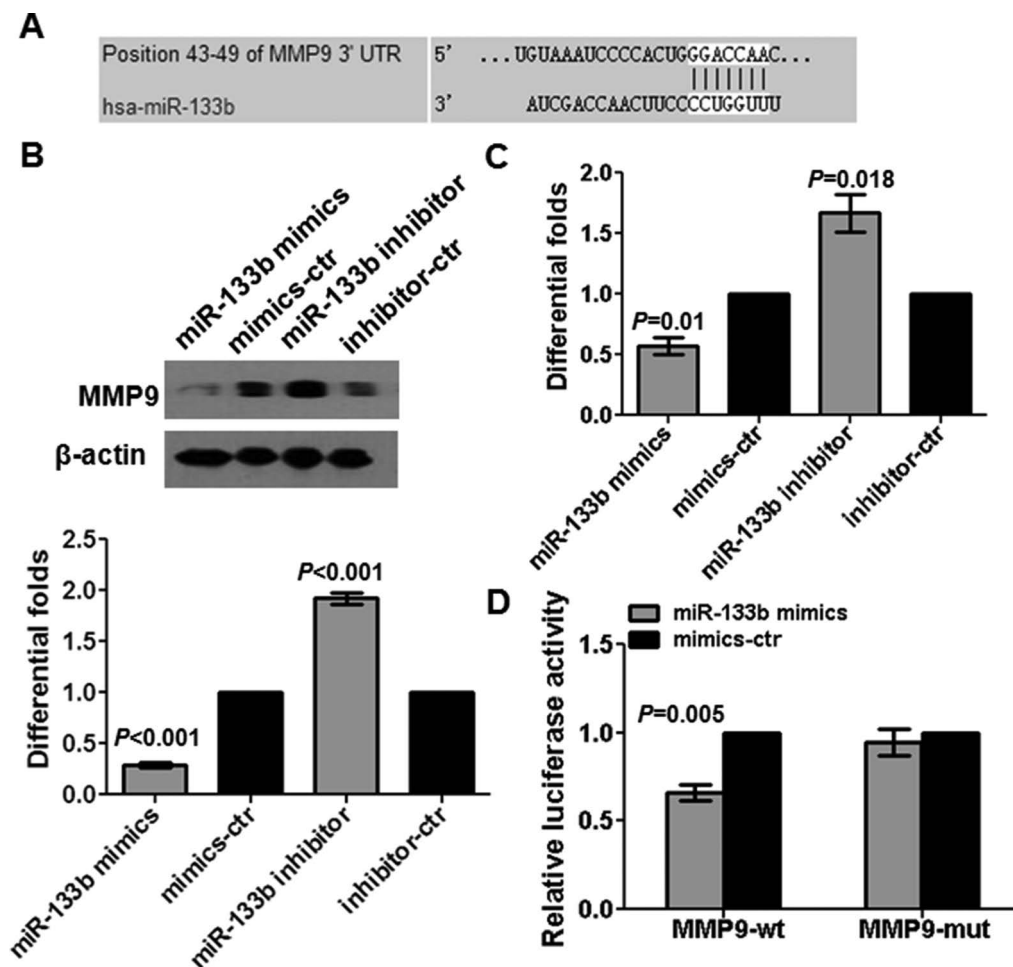 A
Position 43-49 of MMP9 3' UTR 5' ...UGUAAAUCCCCACUGGGACCAAC...
hsa-miR-133b 3' AUCGACCAACUUCCCCUGGUUU
B
miR-133b mimics
mimics-ctr
miR-133b inhibitor
inhibitor-ctr
MMP9
β-actin
Differential folds
2.5
2.0
1.5
1.0
0.5
0.0
P<0.001
P<0.001
miR-133b mimics
mimics-ctr
miR-133b inhibitor
inhibitor-ctr
C
Differential folds
2.0
1.5
1.0
0.5
0.0
P=0.01
P=0.018
miR-133b mimics
mimics-ctr
miR-133b inhibitor
inhibitor-ctr
D
miR-133b mimics
mimics-ctr
Relative luciferase activity
1.5
1.0
0.5
0.0
P=0.005
MMP9-wt
MMP9-mut